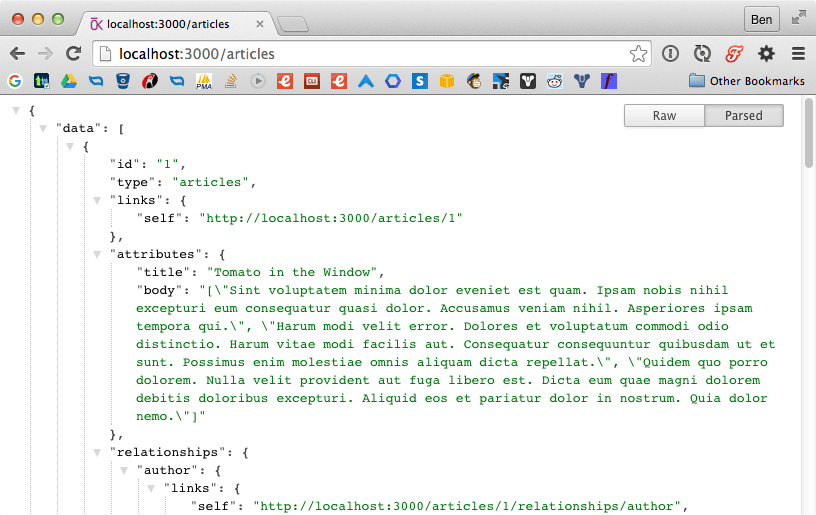 localhost:3000/articles
Ben
localhost:3000/articles
PMA
CLI
Other Bookmarks
Raw
Parsed
{
"data": [
{
"id": "1",
"type": "articles",
"links": {
"self": "http://localhost:3000/articles/1"
},
"attributes": {
"title": "Tomato in the Window",
"body": "[\"Sint voluptatem minima dolor eveniet est quam. Ipsam nobis nihil
excepturi eum consequatur quasi dolor. Accusamus veniam nihil. Asperiores ipsam
tempora qui.\", \"Harum modi velit error. Dolores et voluptatum commodi odio
distinctio. Harum vitae modi facilis aut. Consequatur consequuntur quibusdam ut et
sunt. Possimus enim molestiae omnis aliquam dicta repellat.\", \"Quidem quo porro
dolorem. Nulla velit provident aut fuga libero est. Dicta eum quae magni dolorem
debitis doloribus excepturi. Aliquid eos et pariatur dolor in nostrum. Quia dolor
nemo.\"]"
},
"relationships": {
"author": {
"links": {
"self": "http://localhost:3000/articles/1/relationships/author",